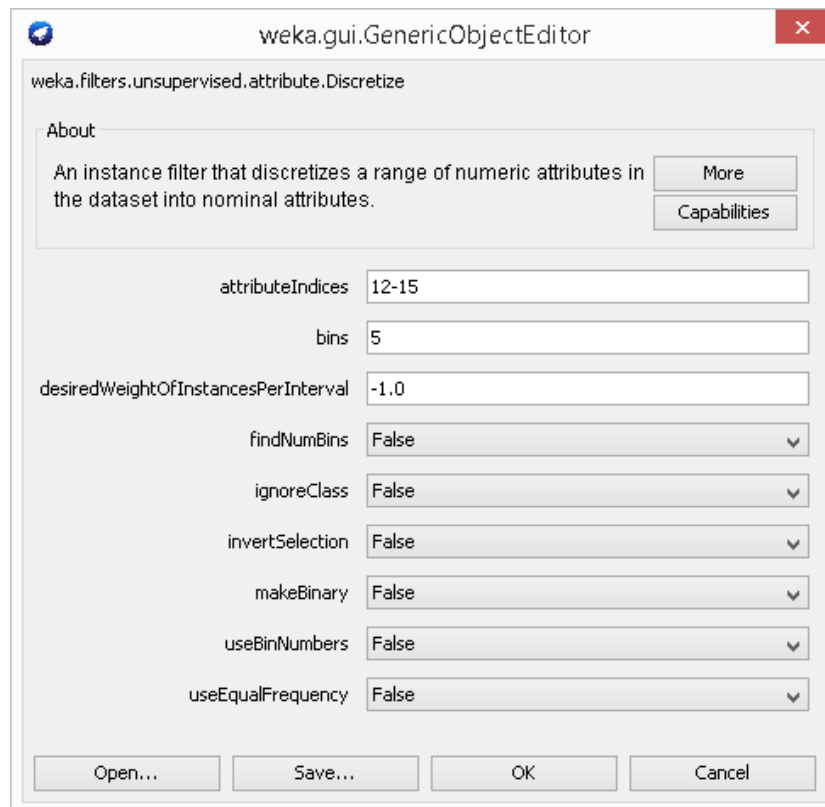 weka.gui.GenericObjectEditor
weka.filters.unsupervised.attribute.Discretize
About
An instance filter that discretizes a range of numeric attributes in
the dataset into nominal attributes.
More
Capabilities
attributeIndices 12-15
bins 5
desiredWeightOfInstancesPerInterval -1.0
findNumBins False
ignoreClass False
invertSelection False
makeBinary False
useBinNumbers False
useEqualFrequency False
Open... Save... OK Cancel